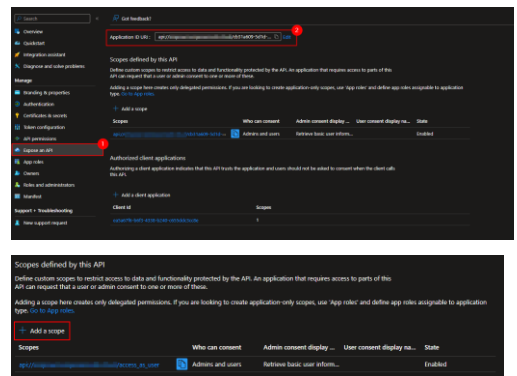 Search
Got feedback?
Overview
Quickstart
Integration assistant
Diagnose and solve problems
Manage
Branding & properties
Authentication
Certificates & secrets
Token configuration
API permissions
Expose an API
App roles
Owners
Roles and administrators
Manifest
Support + Troubleshooting
New support request
1
2
Application ID URI :
Edit
Scopes defined by this API
Define custom scopes to restrict access to data and functionality protected by the API. An application that requires access to parts of this
API can request that a user or admin consent to one or more of these.
Adding a scope here creates only delegated permissions. If you are looking to create application-only scopes, use 'App roles' and define app roles assignable to application
type. Go to App roles.
+ Add a scope
Scopes Who can consent Admin consent display ... User consent display na... State
Admins and users Retrieve basic user inform... Enabled
Authorized client applications
Authorizing a client application indicates that this API trusts the application and users should not be asked to consent when the client calls
this API.
+ Add a client application
Client Id Scopes
Scopes defined by this API
Define custom scopes to restrict access to data and functionality protected by the API. An application that requires access to parts of this
API can request that a user or admin consent to one or more of these.
Adding a scope here creates only delegated permissions. If you are looking to create application-only scopes, use 'App roles' and define app roles assignable to application
type. Go to App roles.
+ Add a scope
Scopes Who can consent Admin consent display ... User consent display na... State
/access_as_user Admins and users Retrieve basic user inform... Enabled